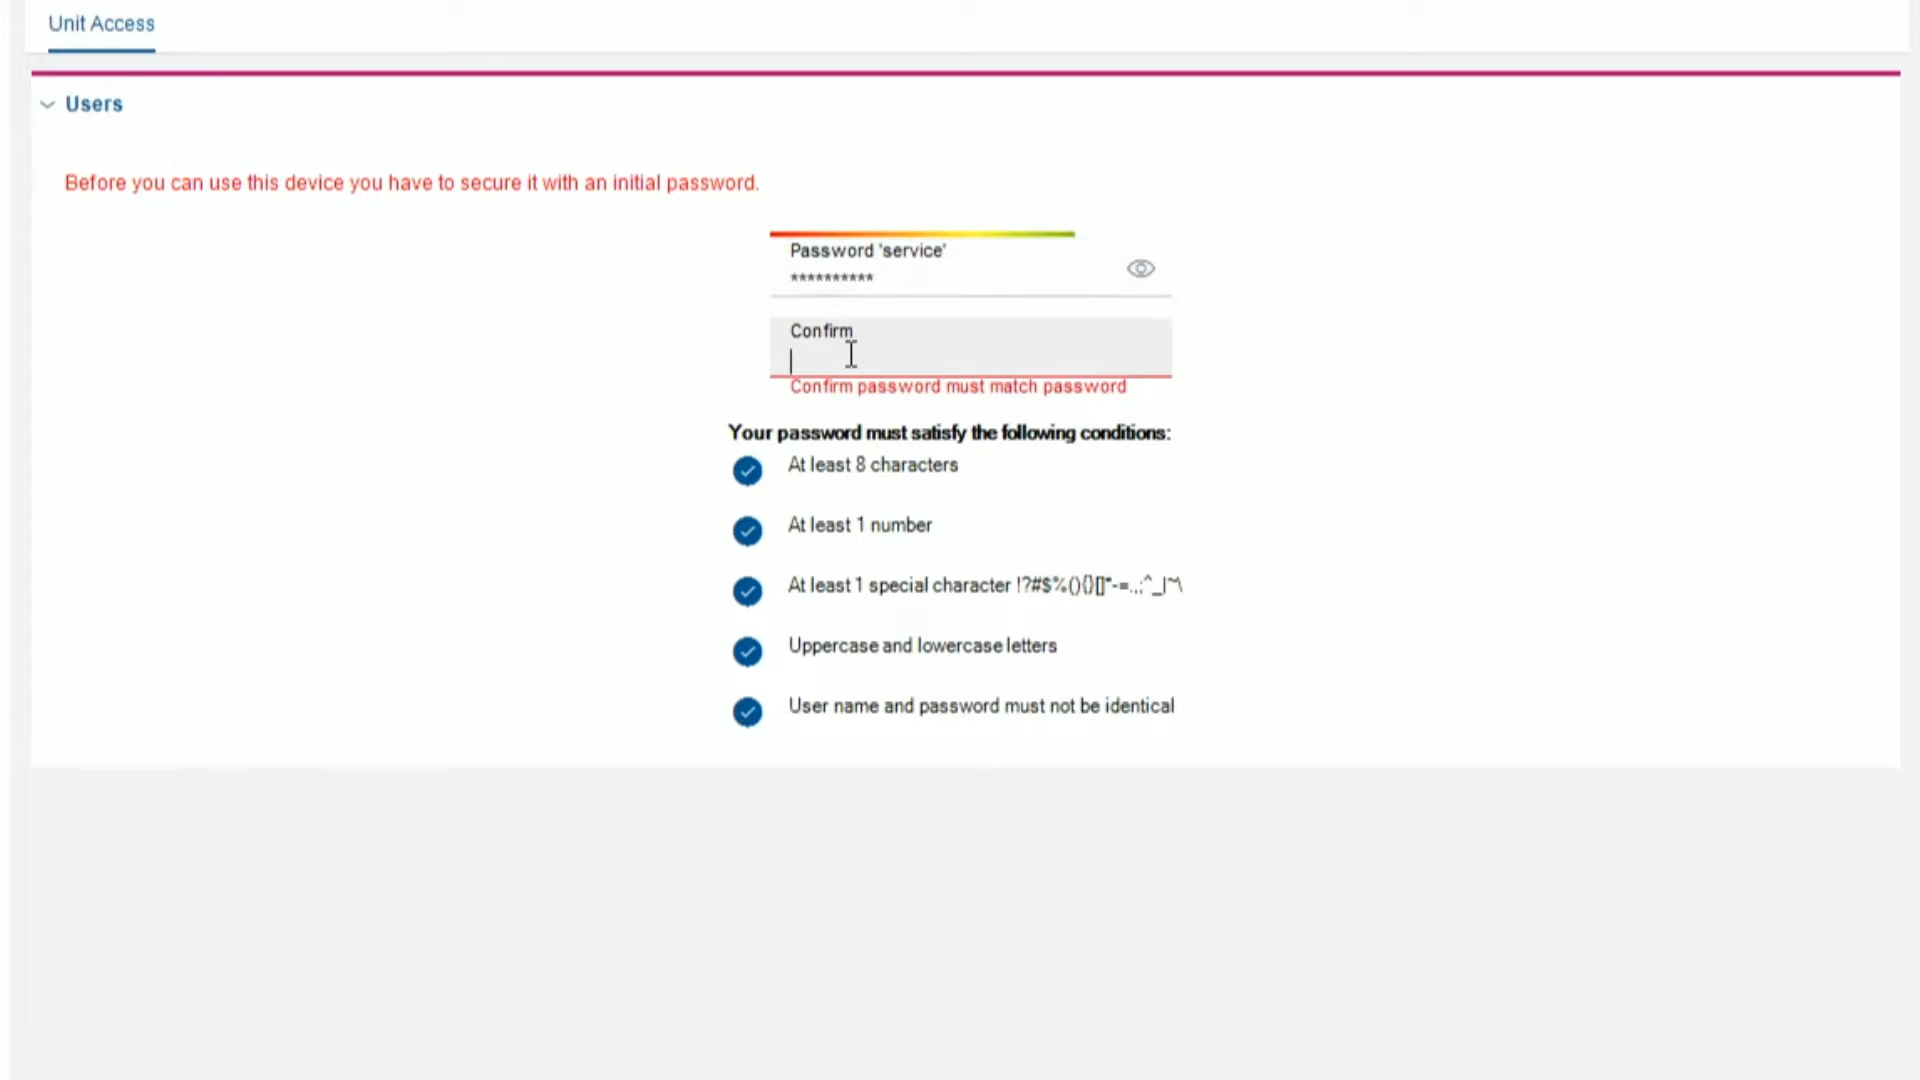 Unit Access
Users
Before you can use this device you have to secure it with an initial password.
Password 'service'
**********
Confirm
Confirm password must match password
Your password must satisfy the following conditions:
At least 8 characters
At least 1 number
At least 1 special character !?#$%(){}[]*-=.,;^_|~\
Uppercase and lowercase letters
User name and password must not be identical